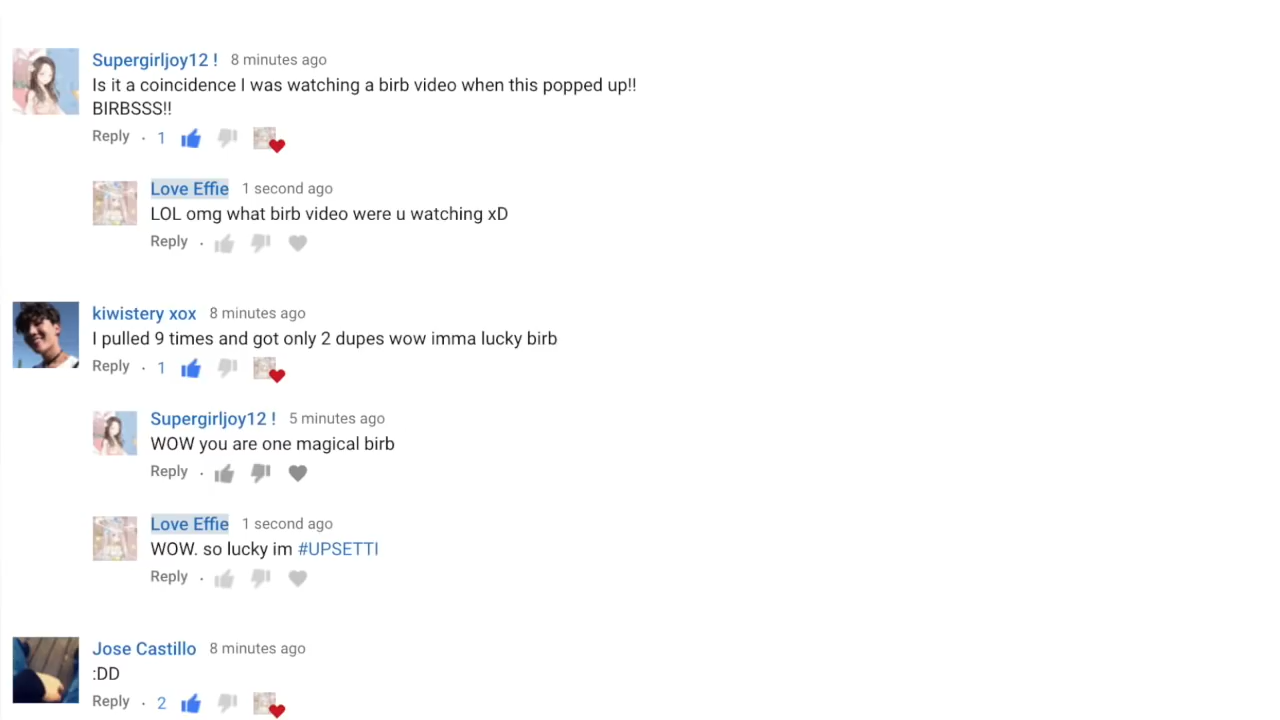 Supergirljoy12 ! 8 minutes ago
Is it a coincidence I was watching a birb video when this popped up!!
BIRBSSS!!
Reply · 1
Love Effie 1 second ago
LOL omg what birb video were u watching xD
Reply ·
kiwistery xox 8 minutes ago
I pulled 9 times and got only 2 dupes wow imma lucky birb
Reply · 1
Supergirljoy12 ! 5 minutes ago
WOW you are one magical birb
Reply ·
Love Effie 1 second ago
WOW. so lucky im #UPSETTI
Reply ·
Jose Castillo 8 minutes ago
:DD
Reply · 2